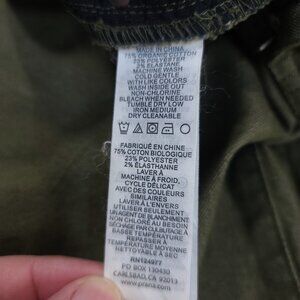 MADE IN CHINA
75% ORGANIC COTTON
23% POLYESTER
2% ELASTANE
MACHINE WASH
COLD GENTLE
WITH LIKE COLORS
WASH INSIDE OUT
NON-CHLORINE
BLEACH WHEN NEEDED
TUMBLE DRY LOW
IRON MEDIUM
DRY CLEANABLE
FABRIQUÉ EN CHINE
75% COTON BIOLOGIQUE
23% POLYESTER
2% ÉLASTHANNE
LAVER À
MACHINE À FROID,
CYCLE DÉLICAT
AVEC DES COULEURS
SIMILAIRES
LAVER À L'ENVERS
UTILISER SEULEMENT
UN AGENT DE BLANCHIMENT
NON CHLORÉ AU BESOIN
SÉCHAGE PAR CULBUTAGE À
BASSE TEMPÉRATURE
REPASSER À
TEMPÉRATURE MOYENNE
NETTOYABLE À SEC
RN124977
PO BOX 130430
CARLSBAD, CA 92013
www.prana.com